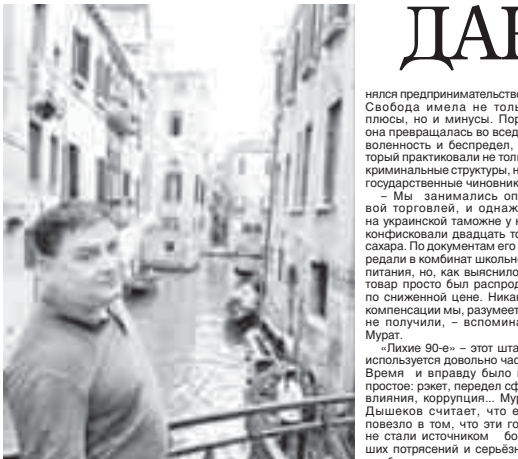 ДАН
нялся предпринимательство
Свобода имела не толь
плюсы, но и минусы. Пор
она превращалась во всед
воленность и беспредел,
торый практиковали не тол
криминальные структуры, н
государственные чиновник
– Мы занимались оп
вой торговлей, и однаж
на украинской таможне у н
конфисковали двадцать то
сахара. По документам его
редали в комбинат школьн
питания, но, как выяснило
товар просто был распрод
по сниженной цене. Никак
компенсации мы, разумеет
не получили, – вспомина
Мурат.
«Лихие 90-е» – этот шта
используется довольно час
Время и вправду было н
простое: рэкет, передел сф
влияния, коррупция... Мур
Дышеков считает, что е
повезло в том, что эти го
не стали источником бо
ших потрясений и серьёзн